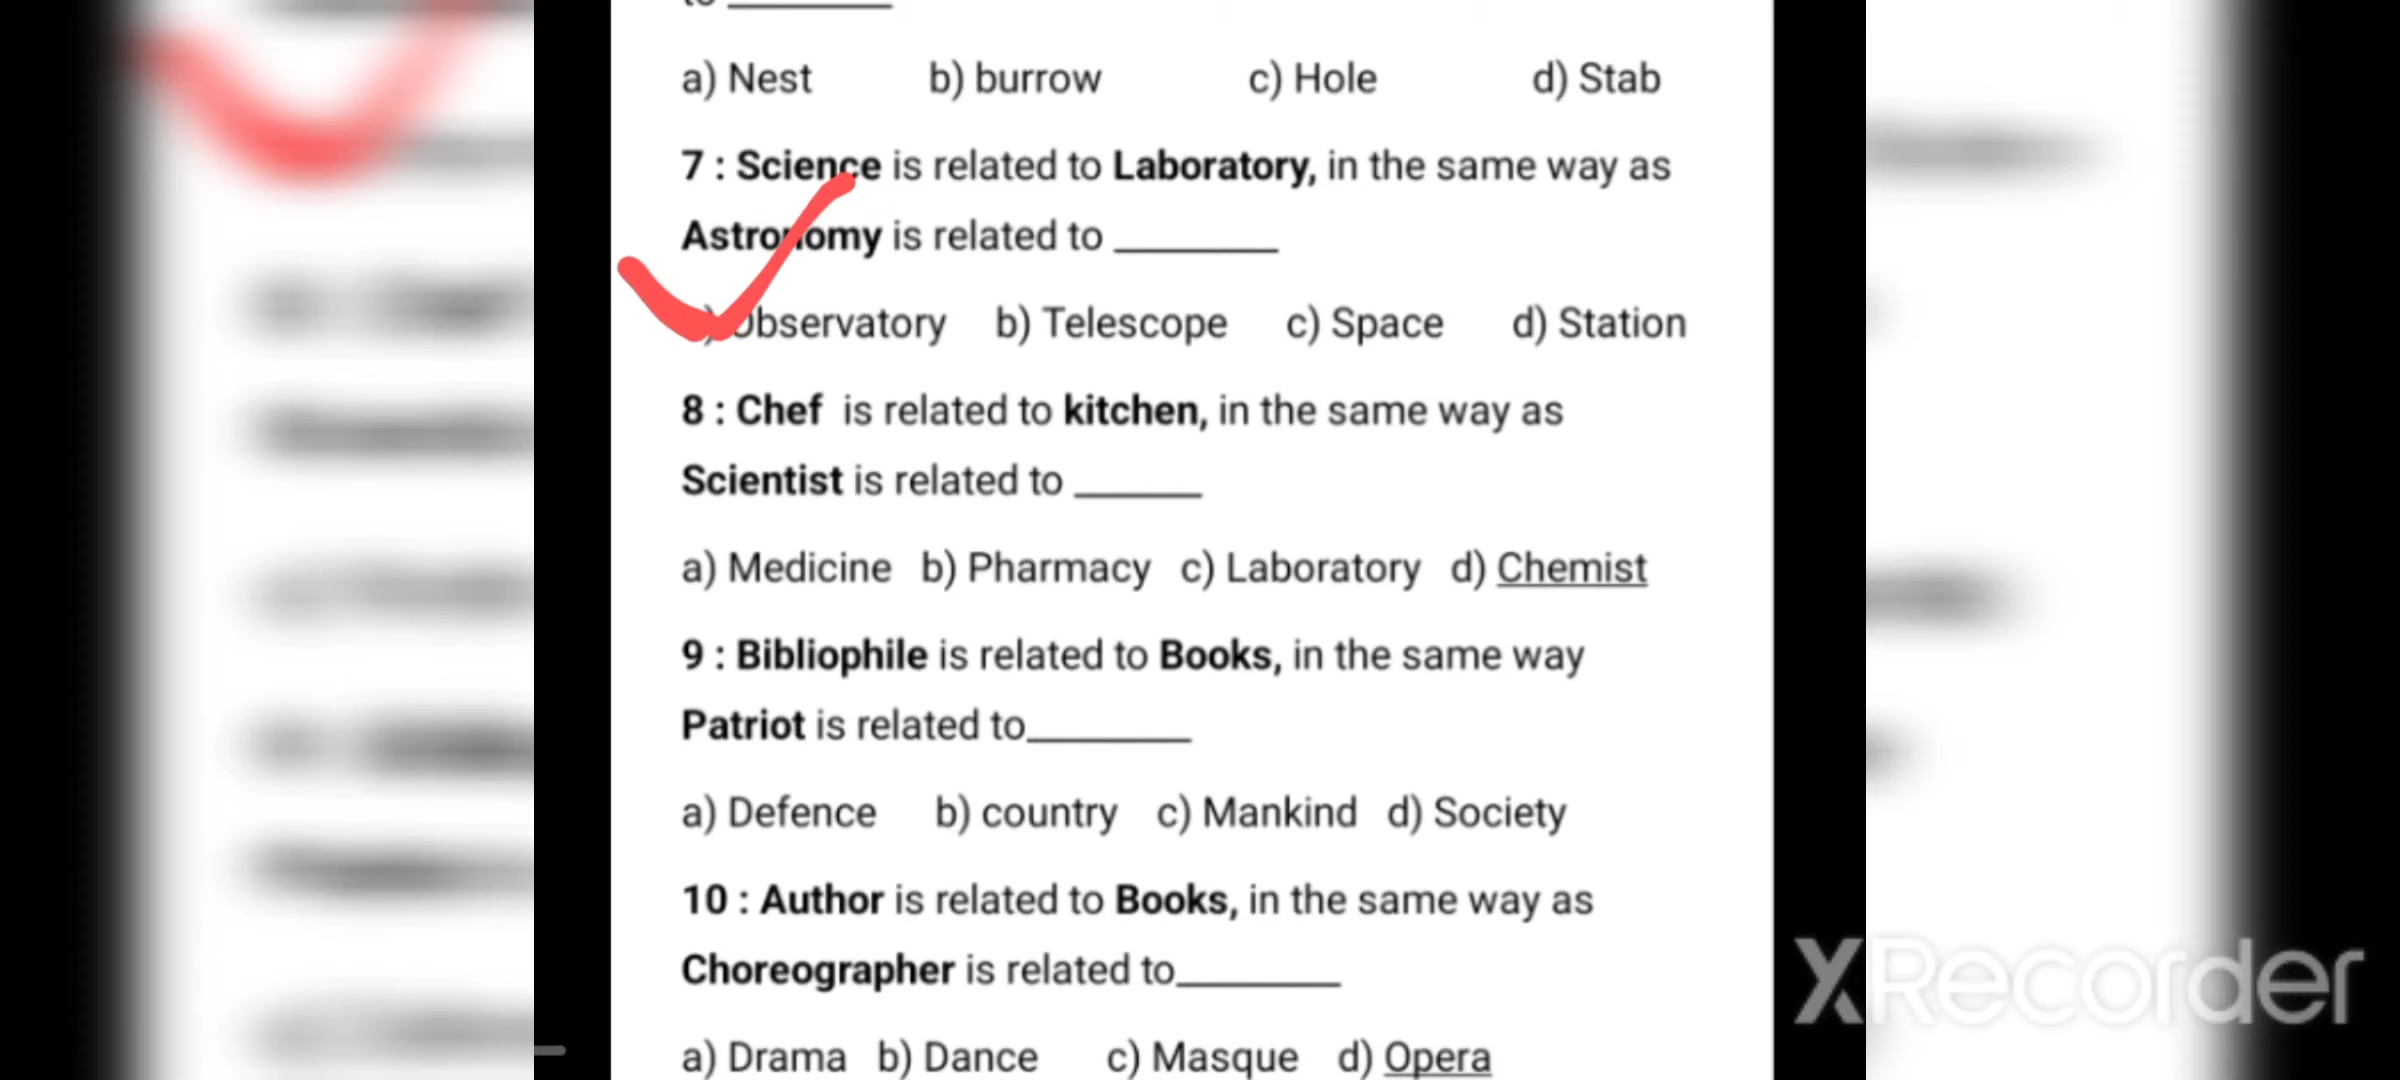 to ________
a) Nest b) burrow c) Hole d) Stab
7 : Science is related to Laboratory, in the same way as
Astronomy is related to ________
) Observatory b) Telescope c) Space d) Station
8 : Chef is related to kitchen, in the same way as
Scientist is related to ______
a) Medicine b) Pharmacy c) Laboratory d) Chemist
9 : Bibliophile is related to Books, in the same way
Patriot is related to________
a) Defence b) country c) Mankind d) Society
10 : Author is related to Books, in the same way as
Choreographer is related to________
a) Drama b) Dance c) Masque d) Opera
XRecorder